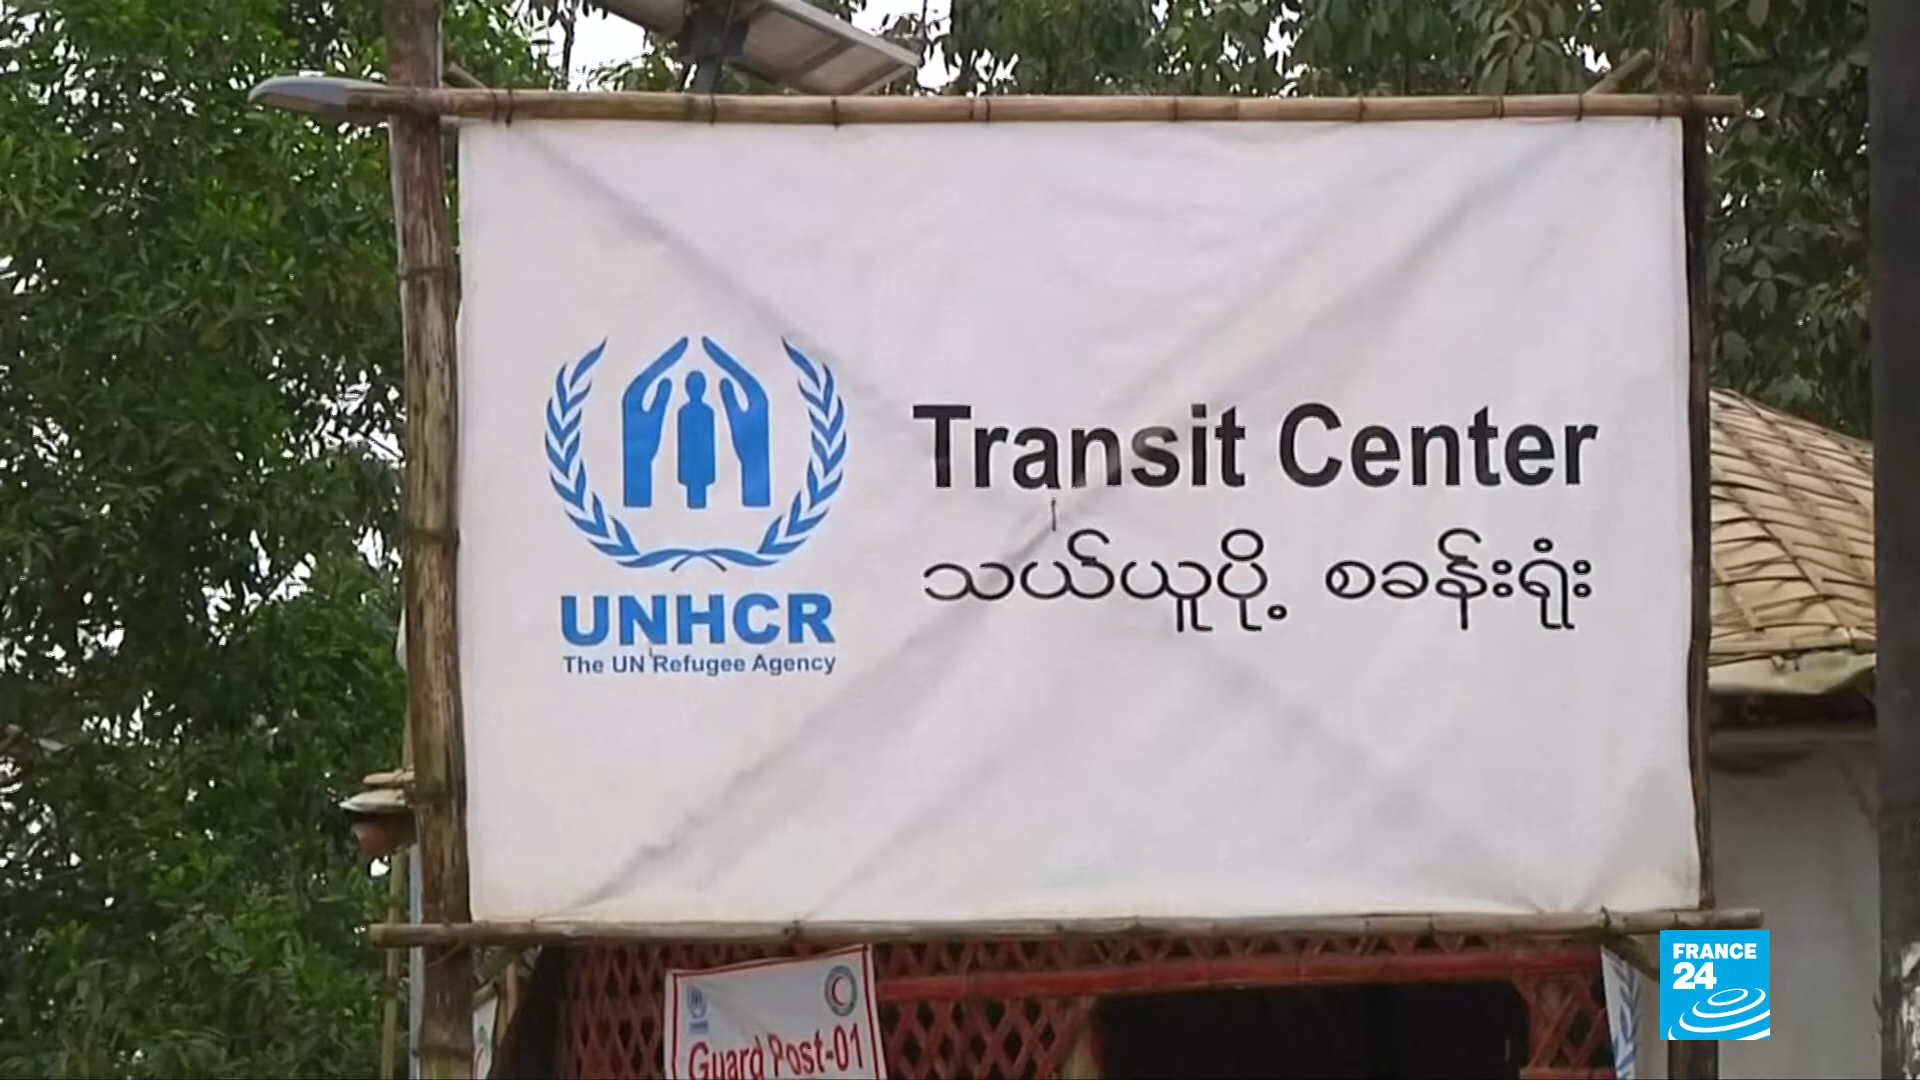 Transit Center
သယ်ယူပို့ စခန်းရုံး
UNHCR
The UN Refugee Agency
Guard Post-01
FRANCE
24